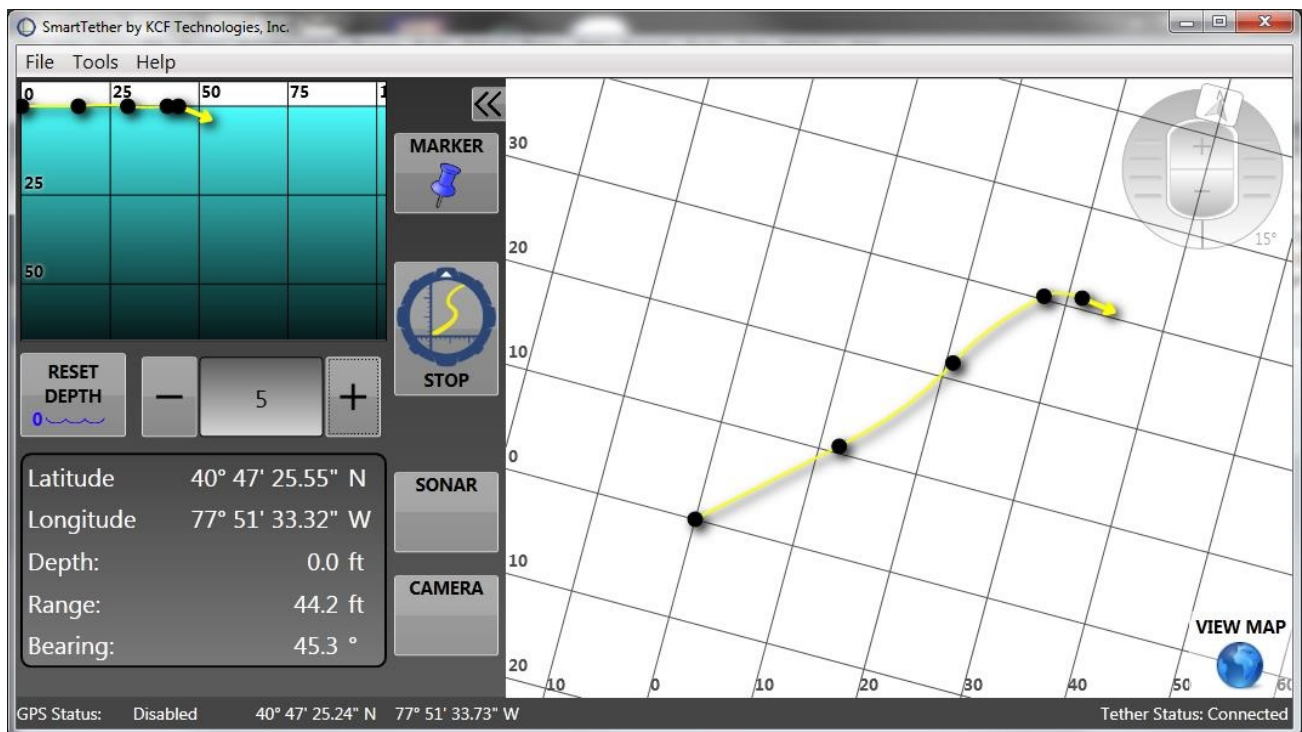 SmartTether by KCF Technologies, Inc.
File Tools Help
0 25 50 75 1
25
50
MARKER
STOP
RESET
DEPTH
0
− 5 +
Latitude 40° 47' 25.55" N
Longitude 77° 51' 33.32" W
Depth: 0.0 ft
Range: 44.2 ft
Bearing: 45.3 °
SONAR
CAMERA
30
20
10
0
10
20
10 0 10 20 30 40 50 60
15°
VIEW MAP
GPS Status: Disabled 40° 47' 25.24" N 77° 51' 33.73" W Tether Status: Connected